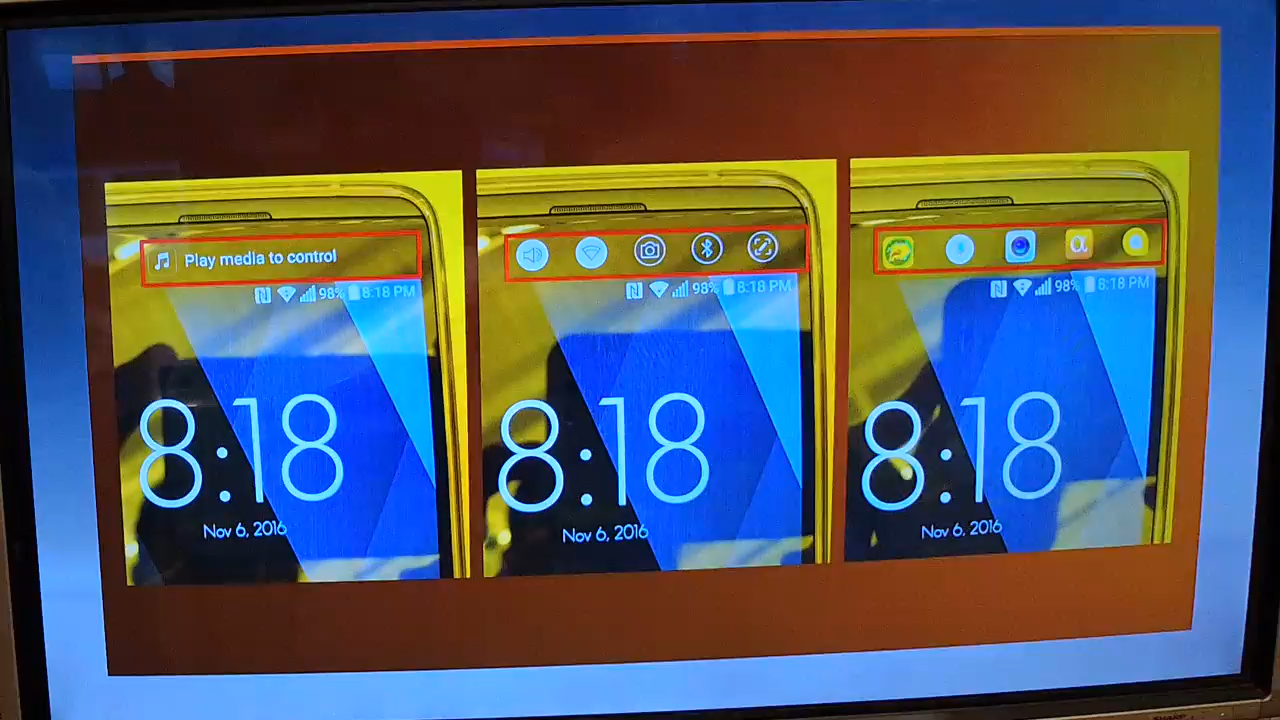 Play media to control
98% 8:18 PM
8:18
Nov 6, 2016
98% 8:18 PM
8:18
Nov 6, 2016
α
98% 8:18 PM
8:18
Nov 6, 2016